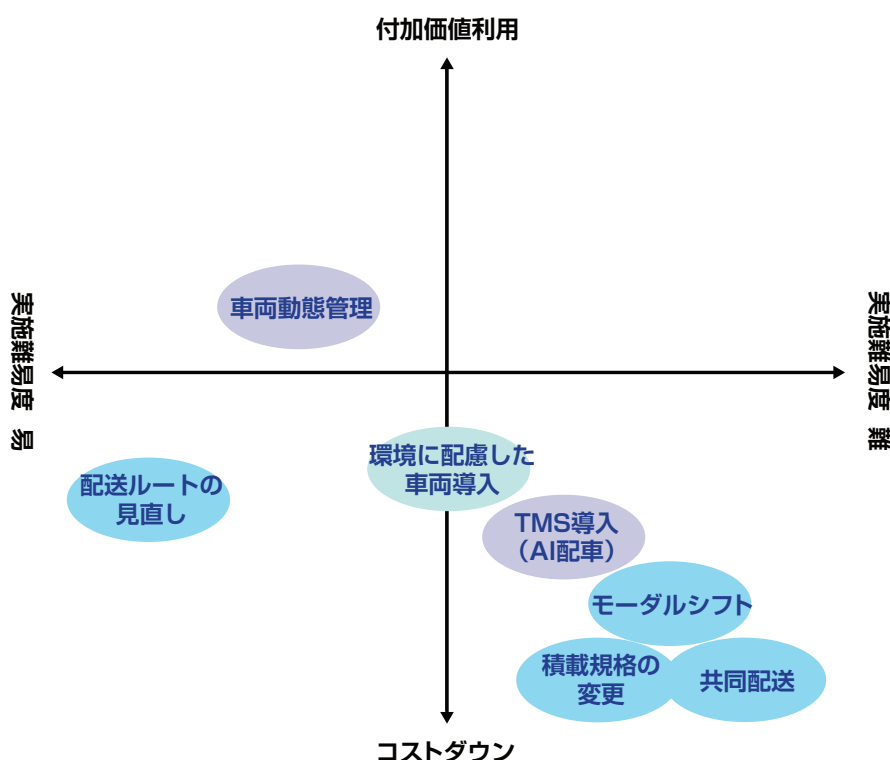 付加価値利用
車両動態管理
実施難易度 易
実施難易度 難
環境に配慮した
車両導入
配送ルートの
見直し
TMS導入
（AI配車）
モーダルシフト
積載規格の
変更
共同配送
コストダウン